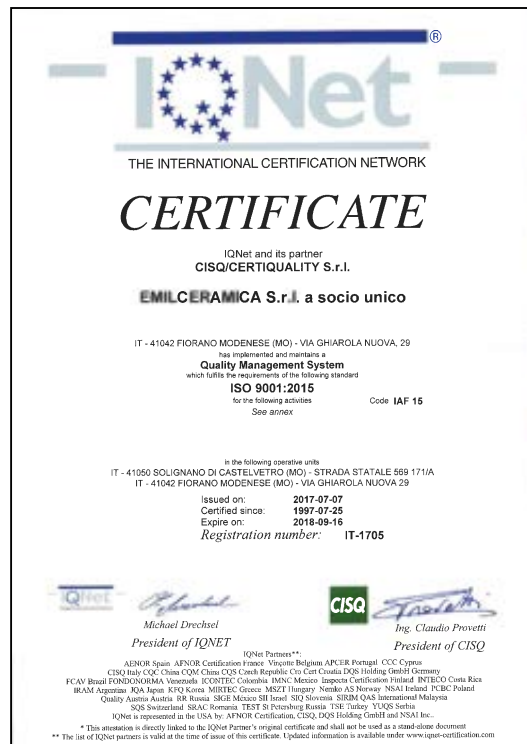 ®
IQNet
THE INTERNATIONAL CERTIFICATION NETWORK
CERTIFICATE
IQNet and its partner
CISQ/CERTIQUALITY S.r.l.
EMILCERAMICA S.r.l. a socio unico
IT - 41042 FIORANO MODENESE (MO) - VIA GHIAROLA NUOVA, 29
has implemented and maintains a
Quality Management System
which fulfills the requirements of the following standard
ISO 9001:2015
for the following activities Code IAF 15
See annex
in the following operative units
IT - 41050 SOLIGNANO DI CASTELVETRO (MO) - STRADA STATALE 569 171/A
IT - 41042 FIORANO MODENESE (MO) - VIA GHIAROLA NUOVA 29
Issued on: 2017-07-07
Certified since: 1997-07-25
Expire on: 2018-09-16
Registration number: IT-1705
IQNet
CISQ
Michael Drechsel Ing. Claudio Provetti
President of IQNET President of CISQ
IQNet Partners**:
AENOR Spain AFNOR Certification France Vinçotte Belgium APCER Portugal CCC Cyprus
CISQ Italy CQC China CQM China CQS Czech Republic Cro Cert Croatia DQS Holding GmbH Germany
FCAV Brazil FONDONORMA Venezuela ICONTEC Colombia IMNC Mexico Inspecta Certification Finland INTECO Costa Rica
IRAM Argentina JQA Japan KFQ Korea MIRTEC Greece MSZT Hungary Nemko AS Norway NSAI Ireland PCBC Poland
Quality Austria Austria RR Russia SIGE México SII Israel SIQ Slovenia SIRIM QAS International Malaysia
SQS Switzerland SRAC Romania TEST St Petersburg Russia TSE Turkey YUQS Serbia
IQNet is represented in the USA by: AFNOR Certification, CISQ, DQS Holding GmbH and NSAI Inc.
* This attestation is directly linked to the IQNet Partner's original certificate and shall not be used as a stand-alone document
** The list of IQNet partners is valid at the time of issue of this certificate. Updated information is available under www.iqnet-certification.com